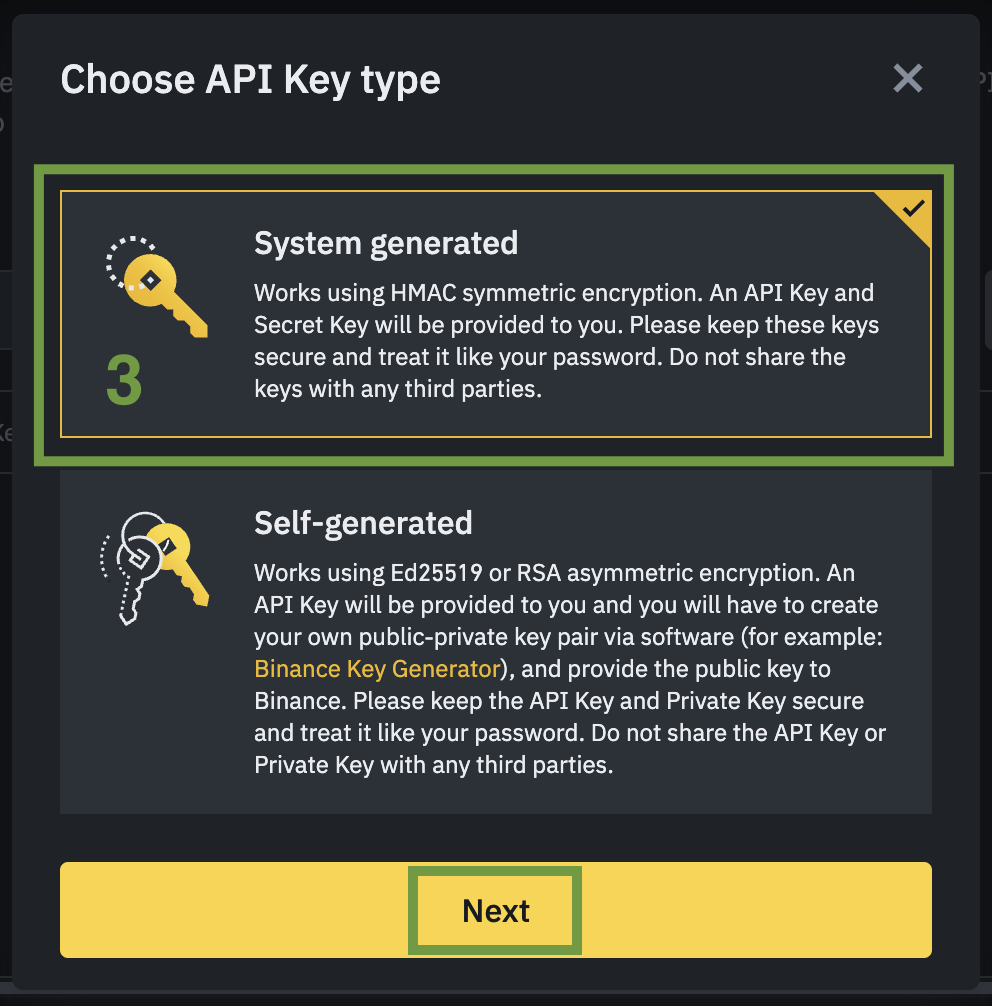 Choose API Key type
System generated
Works using HMAC symmetric encryption. An API Key and
Secret Key will be provided to you. Please keep these keys
secure and treat it like your password. Do not share the
keys with any third parties.
3
Self-generated
Works using Ed25519 or RSA asymmetric encryption. An
API Key will be provided to you and you will have to create
your own public-private key pair via software (for example:
Binance Key Generator), and provide the public key to
Binance. Please keep the API Key and Private Key secure
and treat it like your password. Do not share the API Key or
Private Key with any third parties.
Next